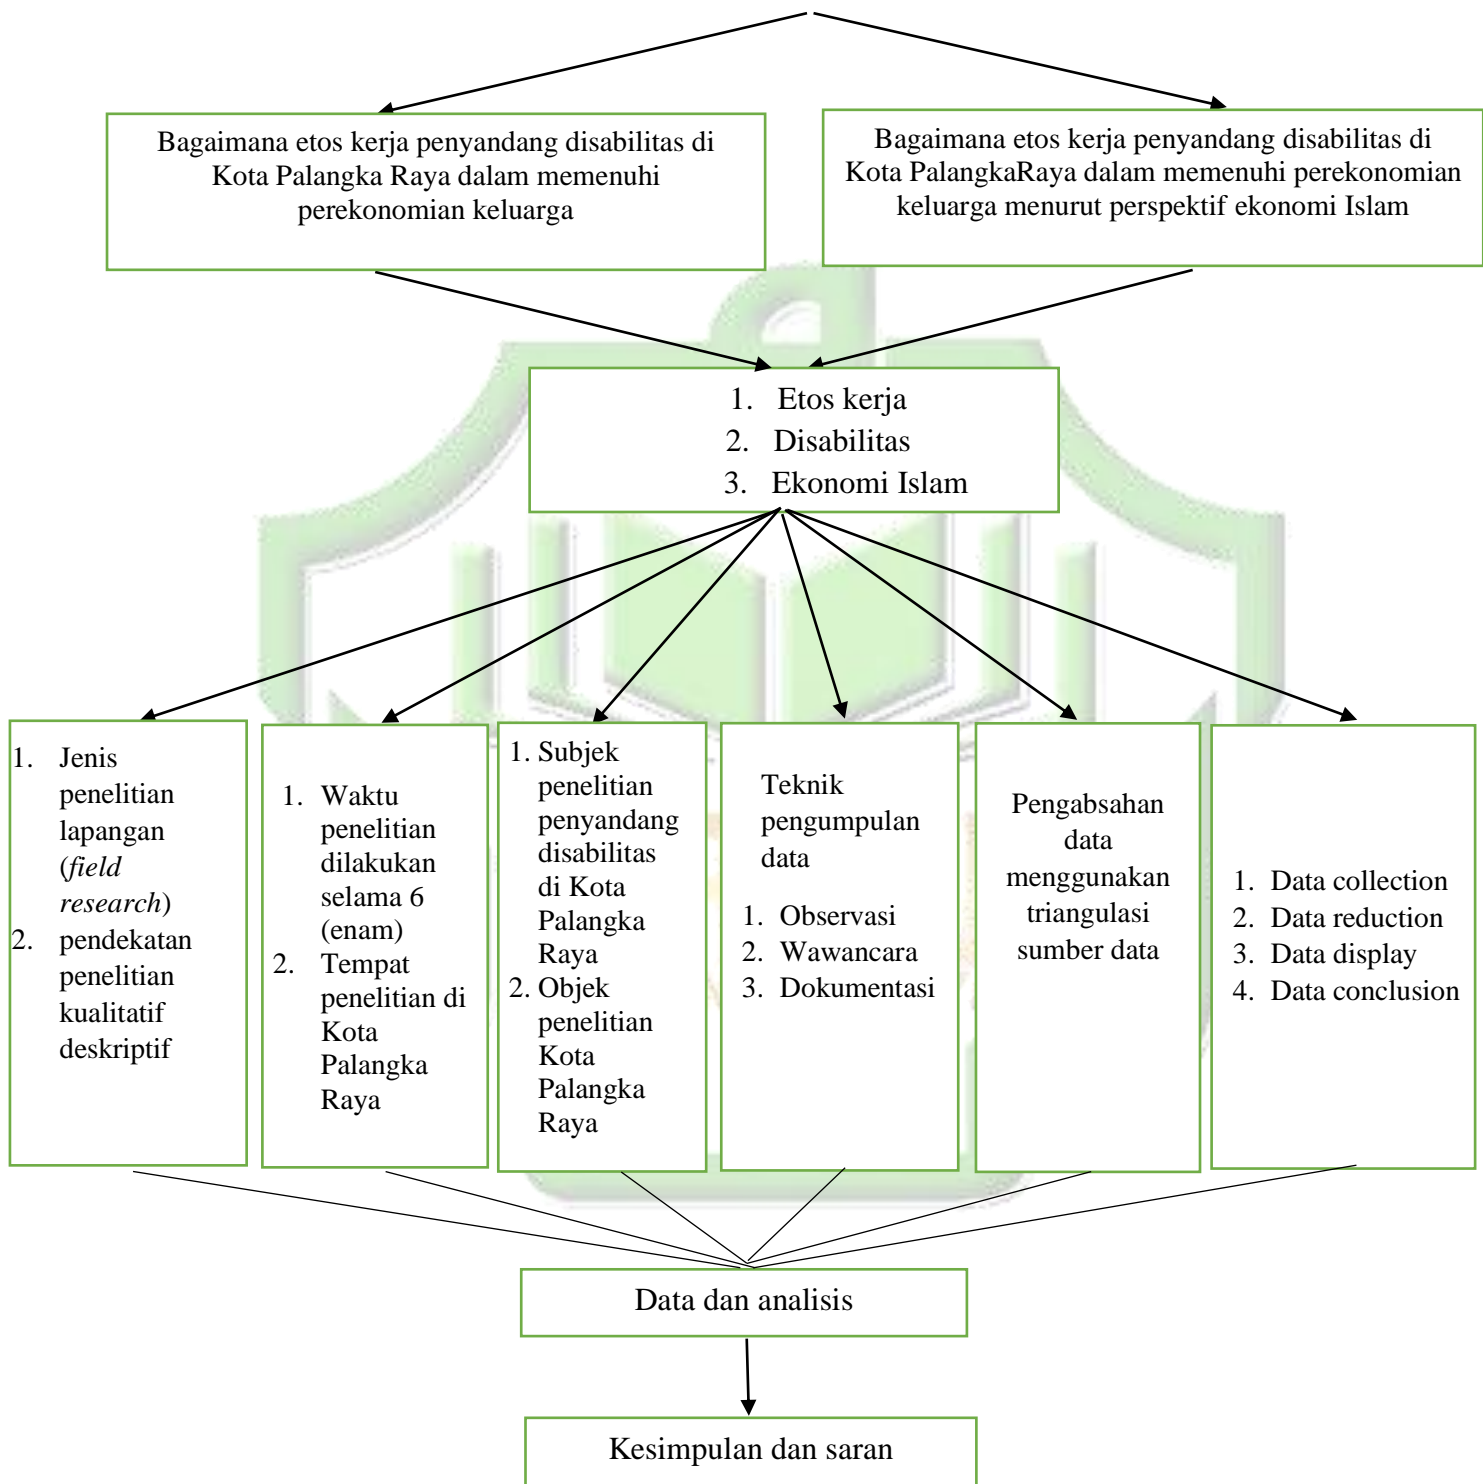 Bagaimana etos kerja penyandang disabilitas di
Kota Palangka Raya dalam memenuhi
perekonomian keluarga
Bagaimana etos kerja penyandang disabilitas di
Kota PalangkaRaya dalam memenuhi perekonomian
keluarga menurut perspektif ekonomi Islam
1. Etos kerja
2. Disabilitas
3. Ekonomi Islam
1. Jenis
penelitian
lapangan
(field
research)
2. pendekatan
penelitian
kualitatif
deskriptif
1. Waktu
penelitian
dilakukan
selama 6
(enam)
2. Tempat
penelitian di
Kota
Palangka
Raya
1. Subjek
penelitian
penyandang
disabilitas
di Kota
Palangka
Raya
2. Objek
penelitian
Kota
Palangka
Raya
Teknik
pengumpulan
data
1. Observasi
2. Wawancara
3. Dokumentasi
Pengabsahan
data
menggunakan
triangulasi
sumber data
1. Data collection
2. Data reduction
3. Data display
4. Data conclusion
Data dan analisis
Kesimpulan dan saran